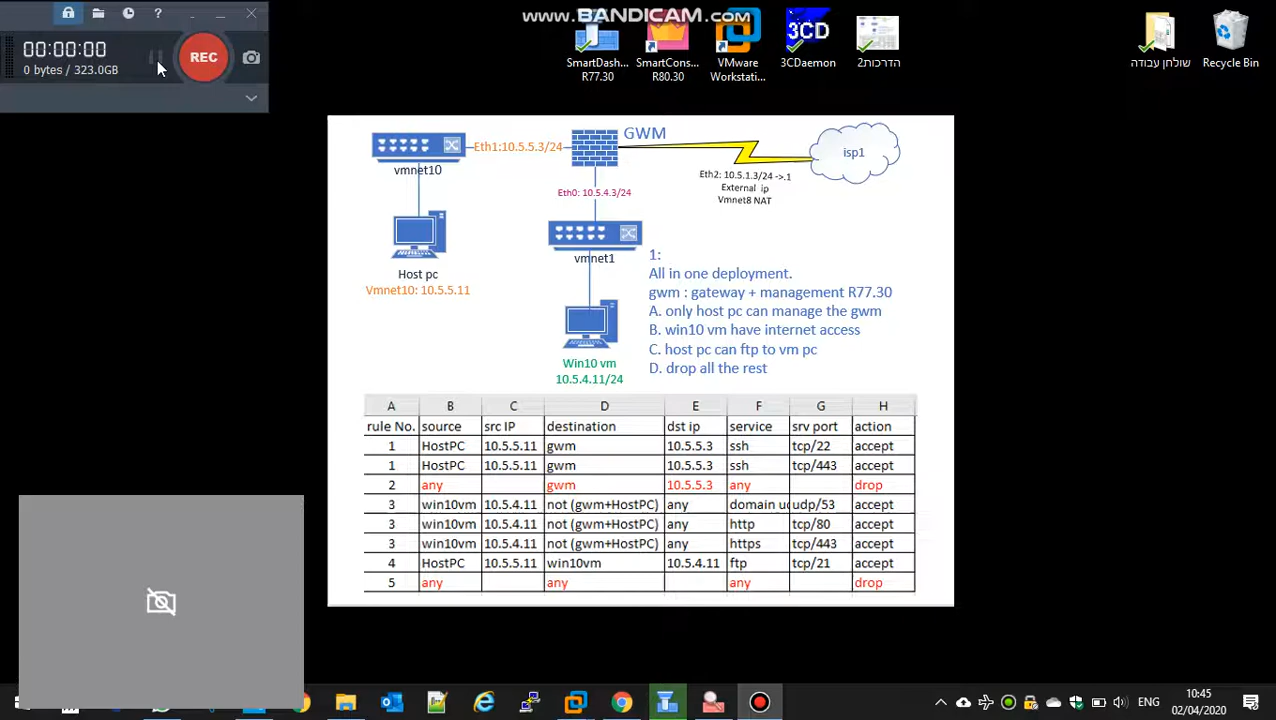 www.BANDICAM.com
00:00:00
0 bytes / 323.0GB
REC
SmartDash...
R77.30
SmartCons...
R80.30
VMware
Workstati...
3CD
3CDaemon
הדרכות2
שולחן עבודה
Recycle Bin
GWM
Eth1:10.5.5.3/24
isp1
vmnet10
Eth2: 10.5.1.3/24 ->.1
External ip
Vmnet8 NAT
Eth0: 10.5.4.3/24
vmnet1
Host pc
Vmnet10: 10.5.5.11
Win10 vm
10.5.4.11/24
1:
All in one deployment.
gwm : gateway + management R77.30
A. only host pc can manage the gwm
B. win10 vm have internet access
C. host pc can ftp to vm pc
D. drop all the rest
A B C D E F G H
rule No. source src IP destination dst ip service srv port action
1 HostPC 10.5.5.11 gwm 10.5.5.3 ssh tcp/22 accept
1 HostPC 10.5.5.11 gwm 10.5.5.3 ssh tcp/443 accept
2 any gwm 10.5.5.3 any drop
3 win10vm 10.5.4.11 not (gwm+HostPC) any domain ud udp/53 accept
3 win10vm 10.5.4.11 not (gwm+HostPC) any http tcp/80 accept
3 win10vm 10.5.4.11 not (gwm+HostPC) any https tcp/443 accept
4 HostPC 10.5.5.11 win10vm 10.5.4.11 ftp tcp/21 accept
5 any any any drop
ENG
10:45
02/04/2020